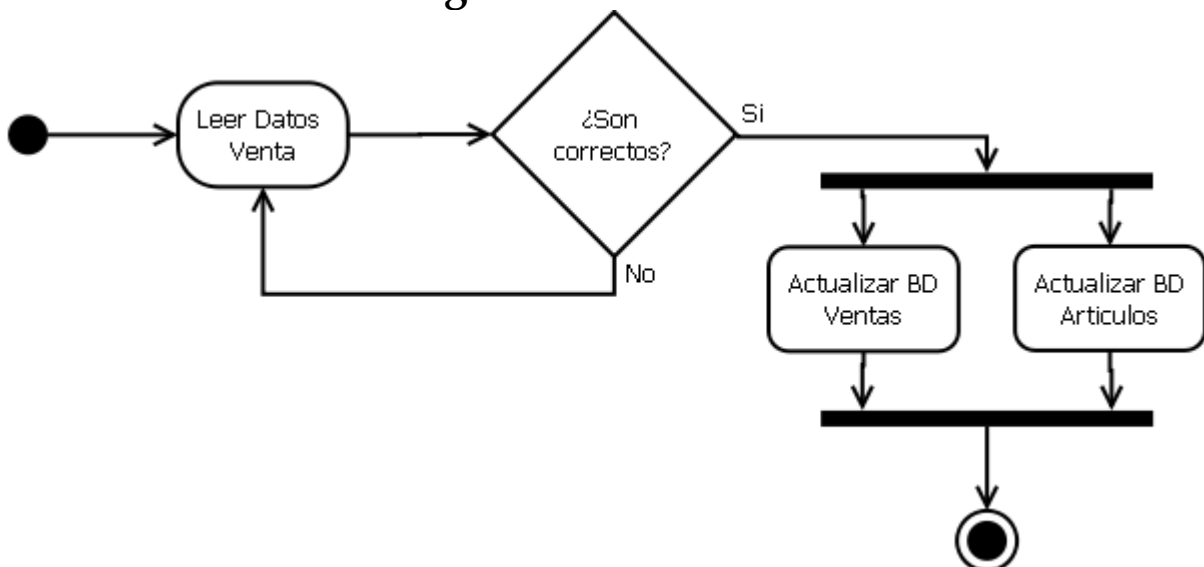 g
Leer Datos
Venta
¿Son
correctos?
Si
No
Actualizar BD
Ventas
Actualizar BD
Articulos